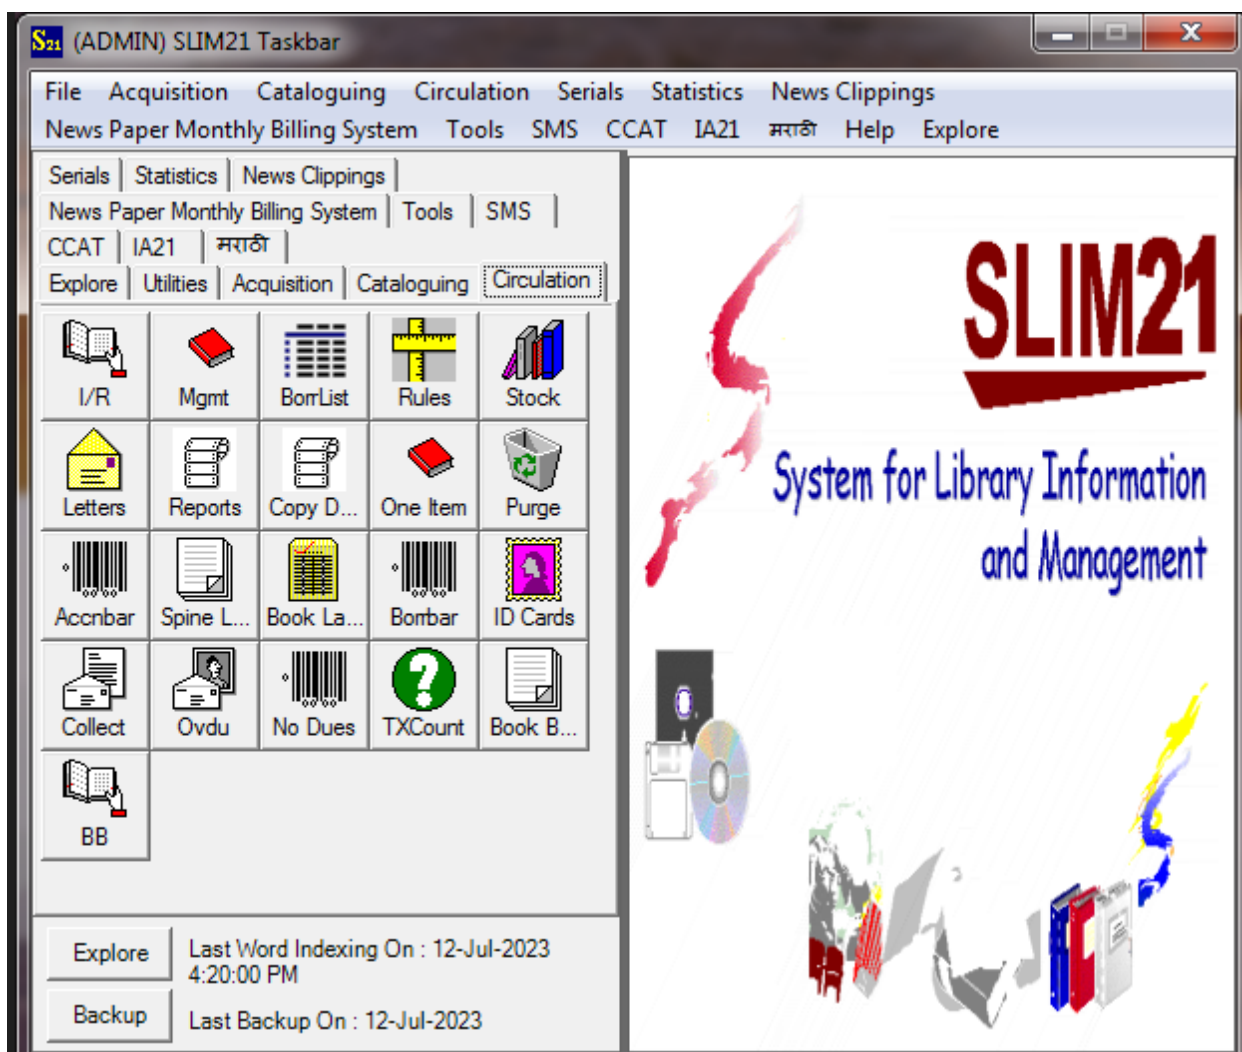 S21 (ADMIN) SLIM21 Taskbar
File Acquisition Cataloguing Circulation Serials Statistics News Clippings
News Paper Monthly Billing System Tools SMS CCAT IA21 मराठी Help Explore
Serials Statistics News Clippings
News Paper Monthly Billing System Tools SMS
CCAT IA21 मराठी
Explore Utilities Acquisition Cataloguing Circulation
I/R Mgmt BorrList Rules Stock
Letters Reports Copy D... One Item Purge
Accnbar Spine L... Book La... Borrbar ID Cards
Collect Ovdu No Dues TXCount Book B...
BB
Explore Last Word Indexing On : 12-Jul-2023
4:20:00 PM
Backup Last Backup On : 12-Jul-2023
SLIM21
System for Library Information
and Management